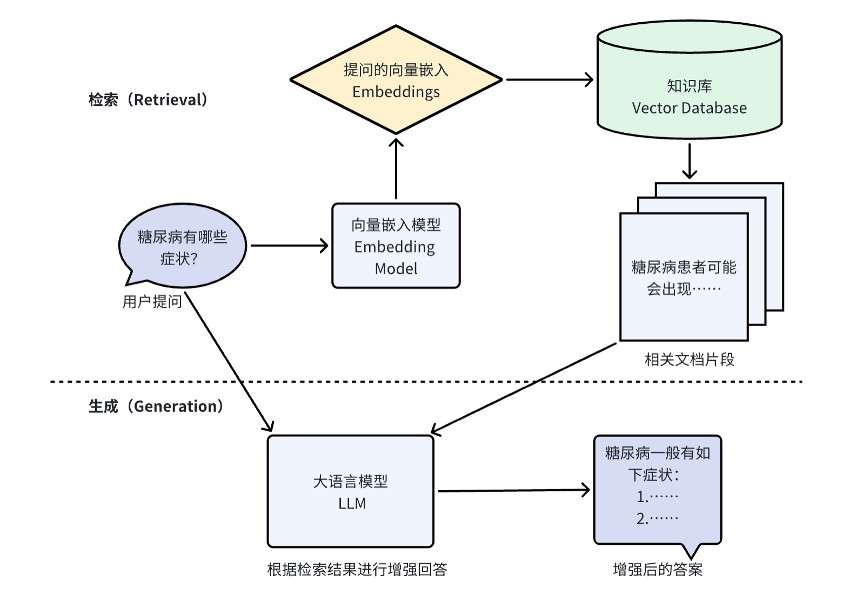 提问的向量嵌入
Embeddings
知识库
Vector Database
检索（Retrieval）
糖尿病有哪些
症状？
用户提问
向量嵌入模型
Embedding
Model
糖尿病患者可能
会出现……
相关文档片段
生成（Generation）
大语言模型
LLM
根据检索结果进行增强回答
糖尿病一般有如
下症状：
1.……
2.……
增强后的答案